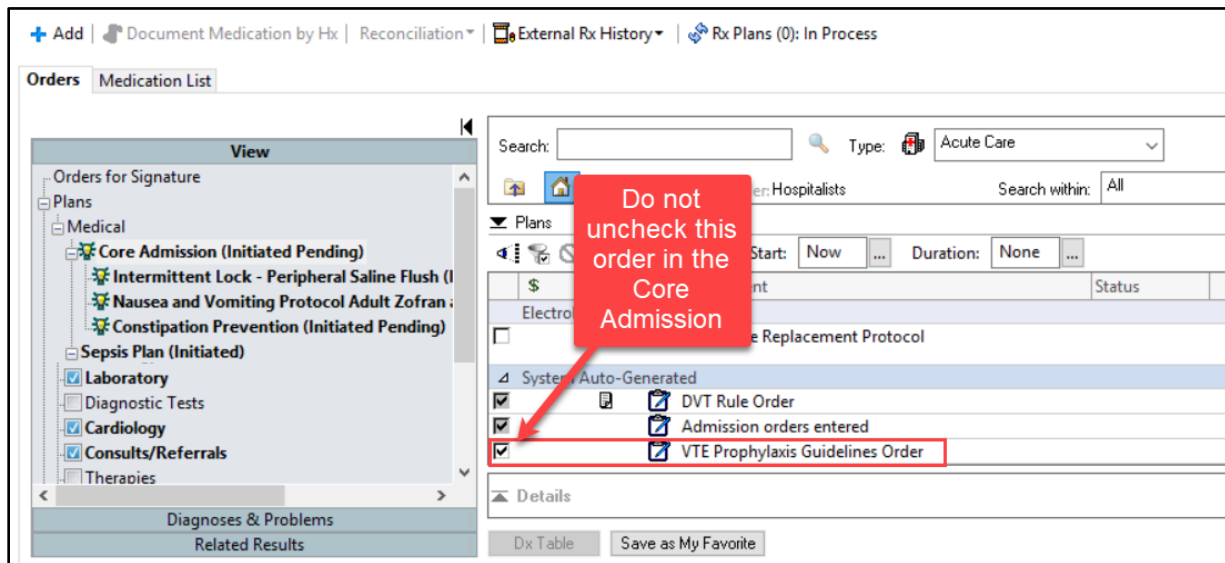 Add | Document Medication by Hx | Reconciliation | External Rx History | Rx Plans (0): In Process
Orders Medication List
View
Orders for Signature
Plans
Medical
Core Admission (Initiated Pending)
Intermittent Lock - Peripheral Saline Flush (I
Nausea and Vomiting Protocol Adult Zofran
Constipation Prevention (Initiated Pending)
Sepsis Plan (Initiated)
Laboratory
Diagnostic Tests
Cardiology
Consults/Referrals
Therapies
Diagnoses & Problems
Related Results
Search: Type: Acute Care
er: Hospitalists Search within: All
Plans
Start: Now ... Duration: None ...
$ nt Status
Electrol
e Replacement Protocol
System Auto-Generated
DVT Rule Order
Admission orders entered
VTE Prophylaxis Guidelines Order
Details
Dx Table Save as My Favorite
Do not
uncheck this
order in the
Core
Admission